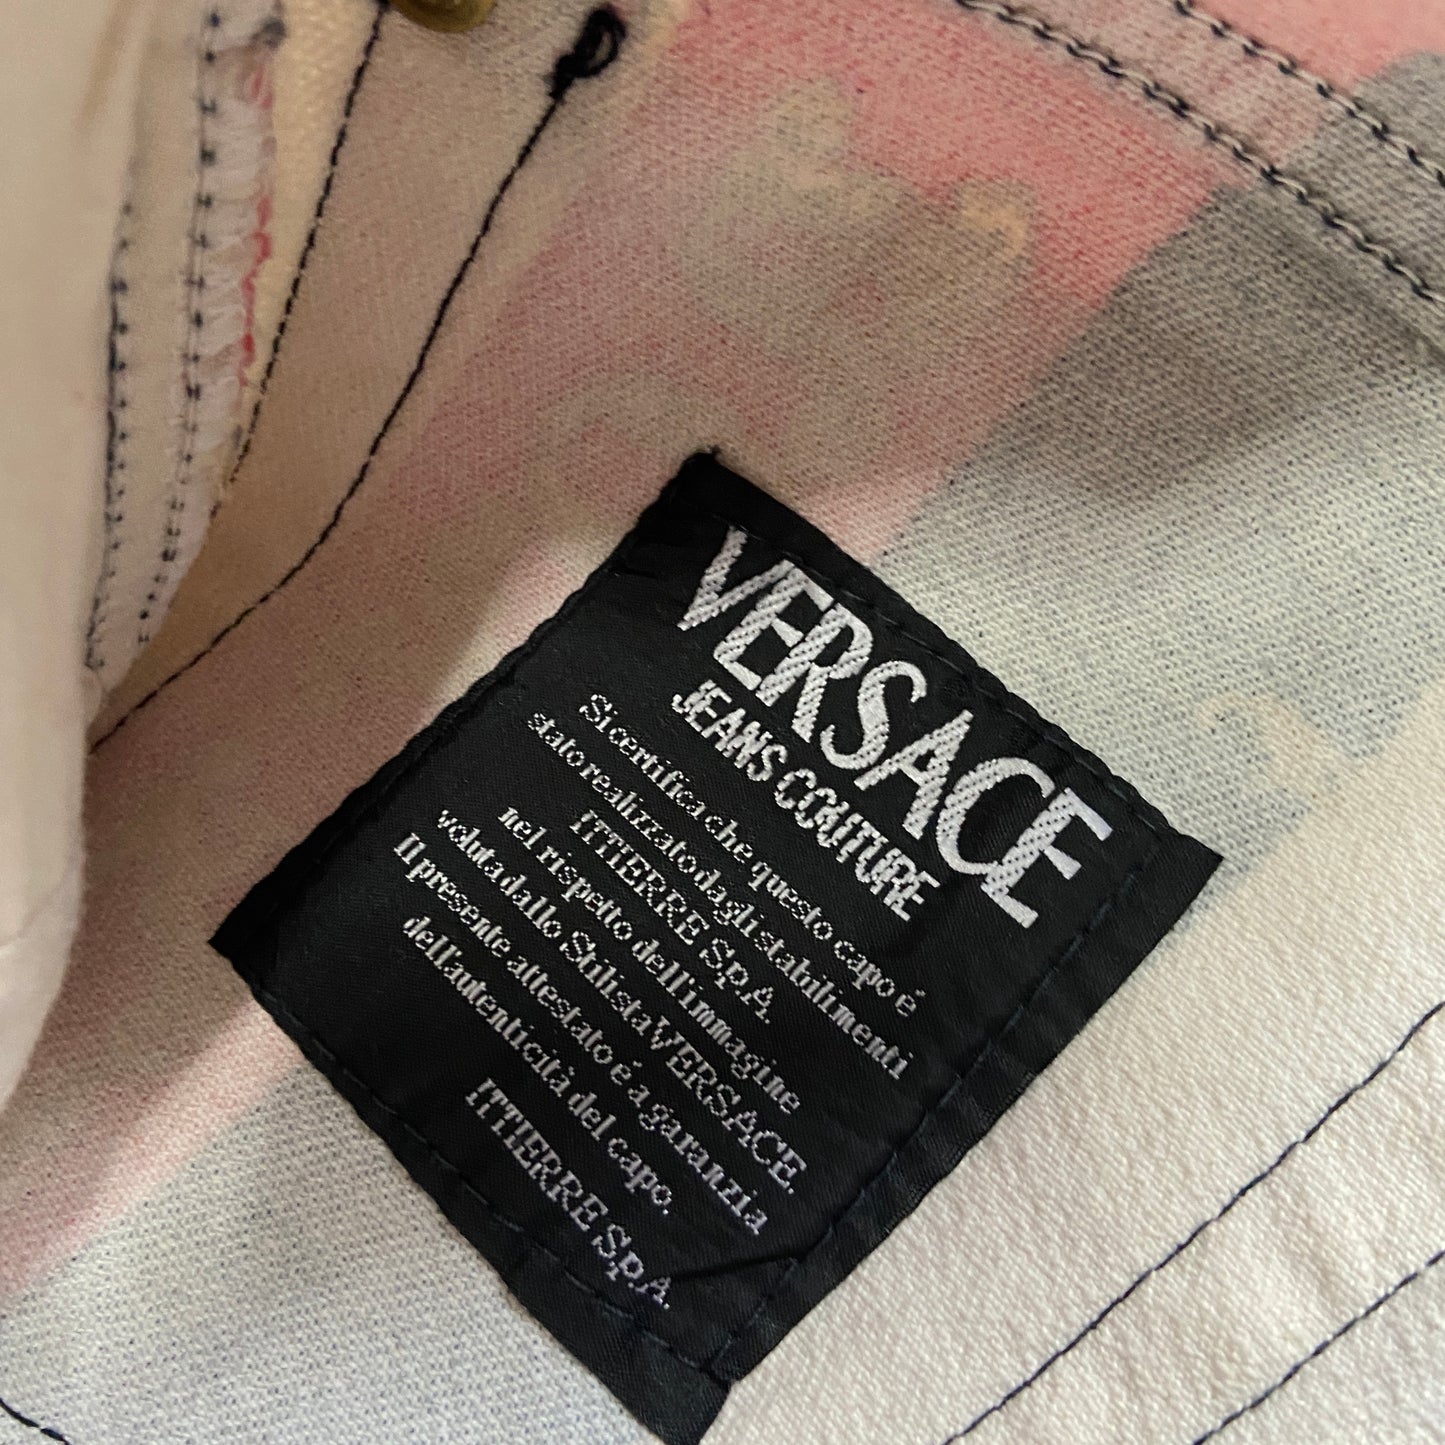 VERSACE
JEANS COUTURE
Si certifica che questo capo é
stato realizzato dagli stabilimenti
ITTIERRE S.p.A.
nel rispetto dell'immagine
voluta dallo Stilista VERSACE.
Il presente attestato é a garanzia
dell'autenticità del capo.
ITTIERRE S.p.A.